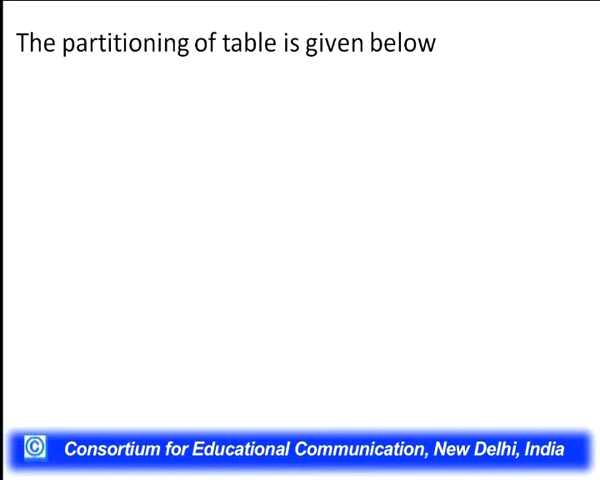 The partitioning of table is given below
© Consortium for Educational Communication, New Delhi, India